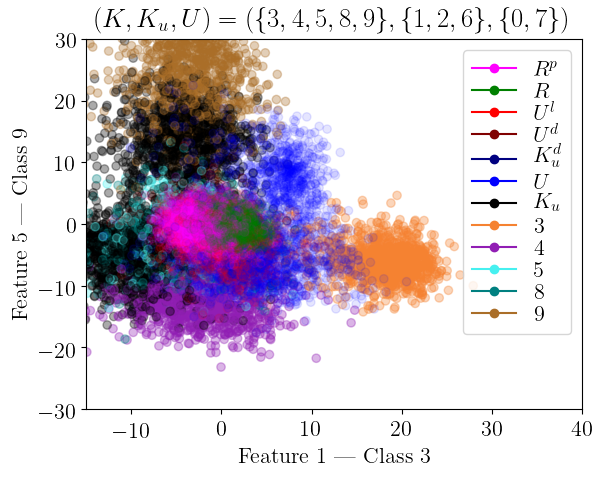 (K, K_u, U) = ({3, 4, 5, 8, 9}, {1, 2, 6}, {0, 7})
Feature 5 — Class 9
30
20
10
0
−10
−20
−30
−10
0
10
20
30
40
Feature 1 — Class 3
R^p
R
U^l
U^d
K_u^d
U
K_u
3
4
5
8
9